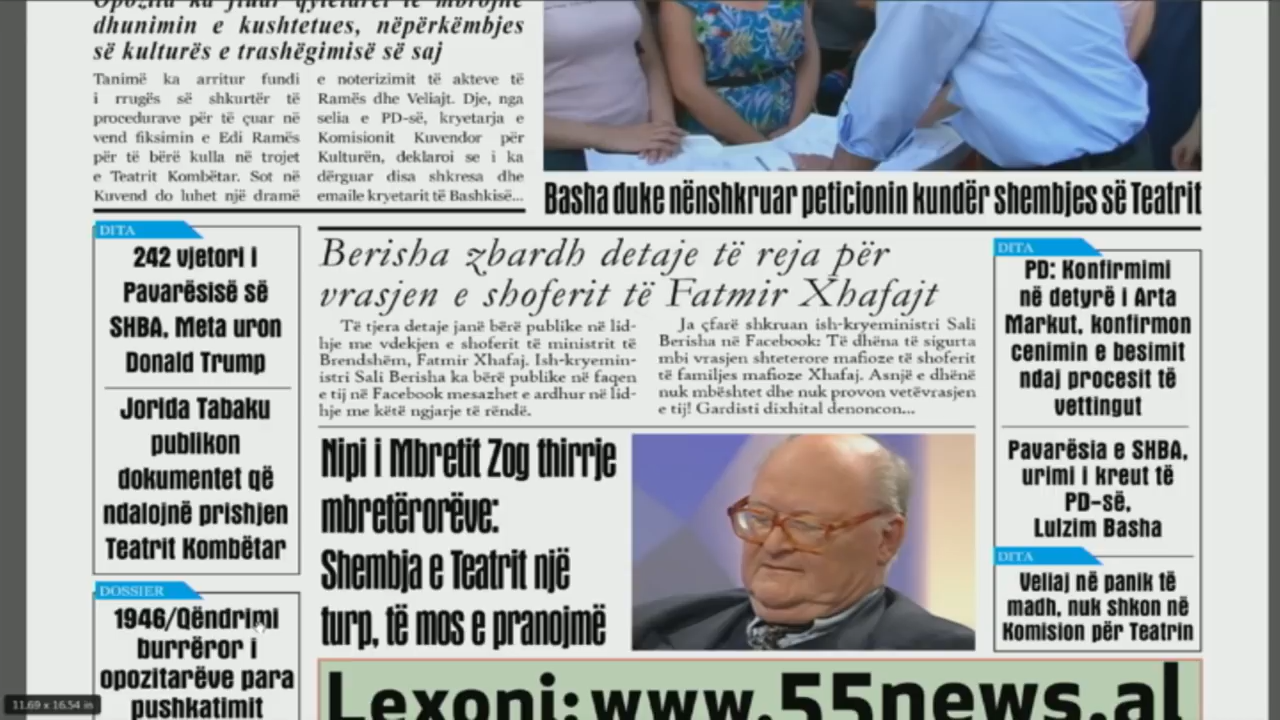 Opozita ka ftuar qytetarët të mbrojnë
dhunimin e kushtetues, nëpërkëmbjes
së kulturës e trashëgimisë së saj
Tanimë ka arritur fundi
i rrugës së shkurtër të
procedurave për të çuar në
vend fiksimin e Edi Ramës
për të bërë kulla në trojet
e Teatrit Kombëtar. Sot në
Kuvend do luhet një dramë
e noterizimit të akteve të
Ramës dhe Veliajt. Dje, nga
selia e PD-së, kryetarja e
Komisionit Kuvendor për
Kulturën, deklaroi se i ka
dërguar disa shkresa dhe
emaile kryetarit të Bashkisë...
Basha duke nënshkruar peticionin kundër shembjes së Teatrit
DITA
242 vjetori i
Pavarësisë së
SHBA, Meta uron
Donald Trump
Jorida Tabaku
publikon
dokumentet që
ndalojnë prishjen
Teatrit Kombëtar
DOSSIER
1946/Qëndrimi
burrëror i
opozitarëve para
pushkatimit
Berisha zbardh detaje të reja për
vrasjen e shoferit të Fatmir Xhafajt
Të tjera detaje janë bërë publike në lid-
hje me vdekjen e shoferit të ministrit të
Brendshëm, Fatmir Xhafaj. Ish-kryemin-
istri Sali Berisha ka bërë publike në faqen
e tij në Facebook mesazhet e ardhur në lid-
hje me këtë ngjarje të rëndë.
Ja çfarë shkruan ish-kryeministri Sali
Berisha në Facebook: Të dhëna të sigurta
mbi vrasjen shteterore mafioze të shoferit
të familjes mafioze Xhafaj. Asnjë e dhënë
nuk mbështet dhe nuk provon vetëvrasjen
e tij! Gardisti dixhital denoncon...
Nipi i Mbretit Zog thirrje
mbretërorëve:
Shembja e Teatrit një
turp, të mos e pranojmë
DITA
PD: Konfirmimi
në detyrë i Arta
Markut, konfirmon
cenimin e besimit
ndaj procesit të
vettingut
Pavarësia e SHBA,
urimi i kreut të
PD-së,
Lulzim Basha
DITA
Veliaj në panik të
madh, nuk shkon në
Komision për Teatrin
Lexoni: www.55news.al
11.69 x 16.54 in